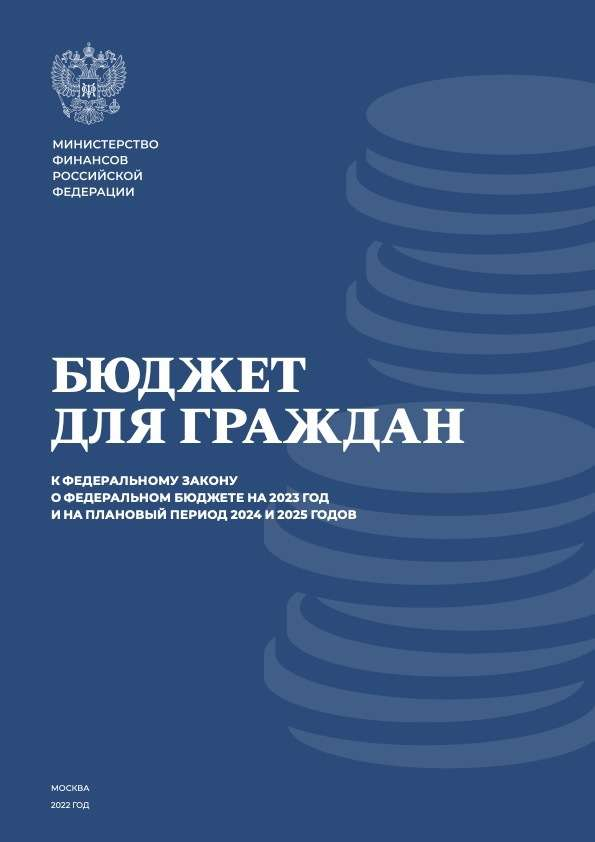 МИНИСТЕРСТВО
ФИНАНСОВ
РОССИЙСКОЙ
ФЕДЕРАЦИИ
БЮДЖЕТ
ДЛЯ ГРАЖДАН
К ФЕДЕРАЛЬНОМУ ЗАКОНУ
О ФЕДЕРАЛЬНОМ БЮДЖЕТЕ НА 2023 ГОД
И НА ПЛАНОВЫЙ ПЕРИОД 2024 И 2025 ГОДОВ
МОСКВА
2022 ГОД